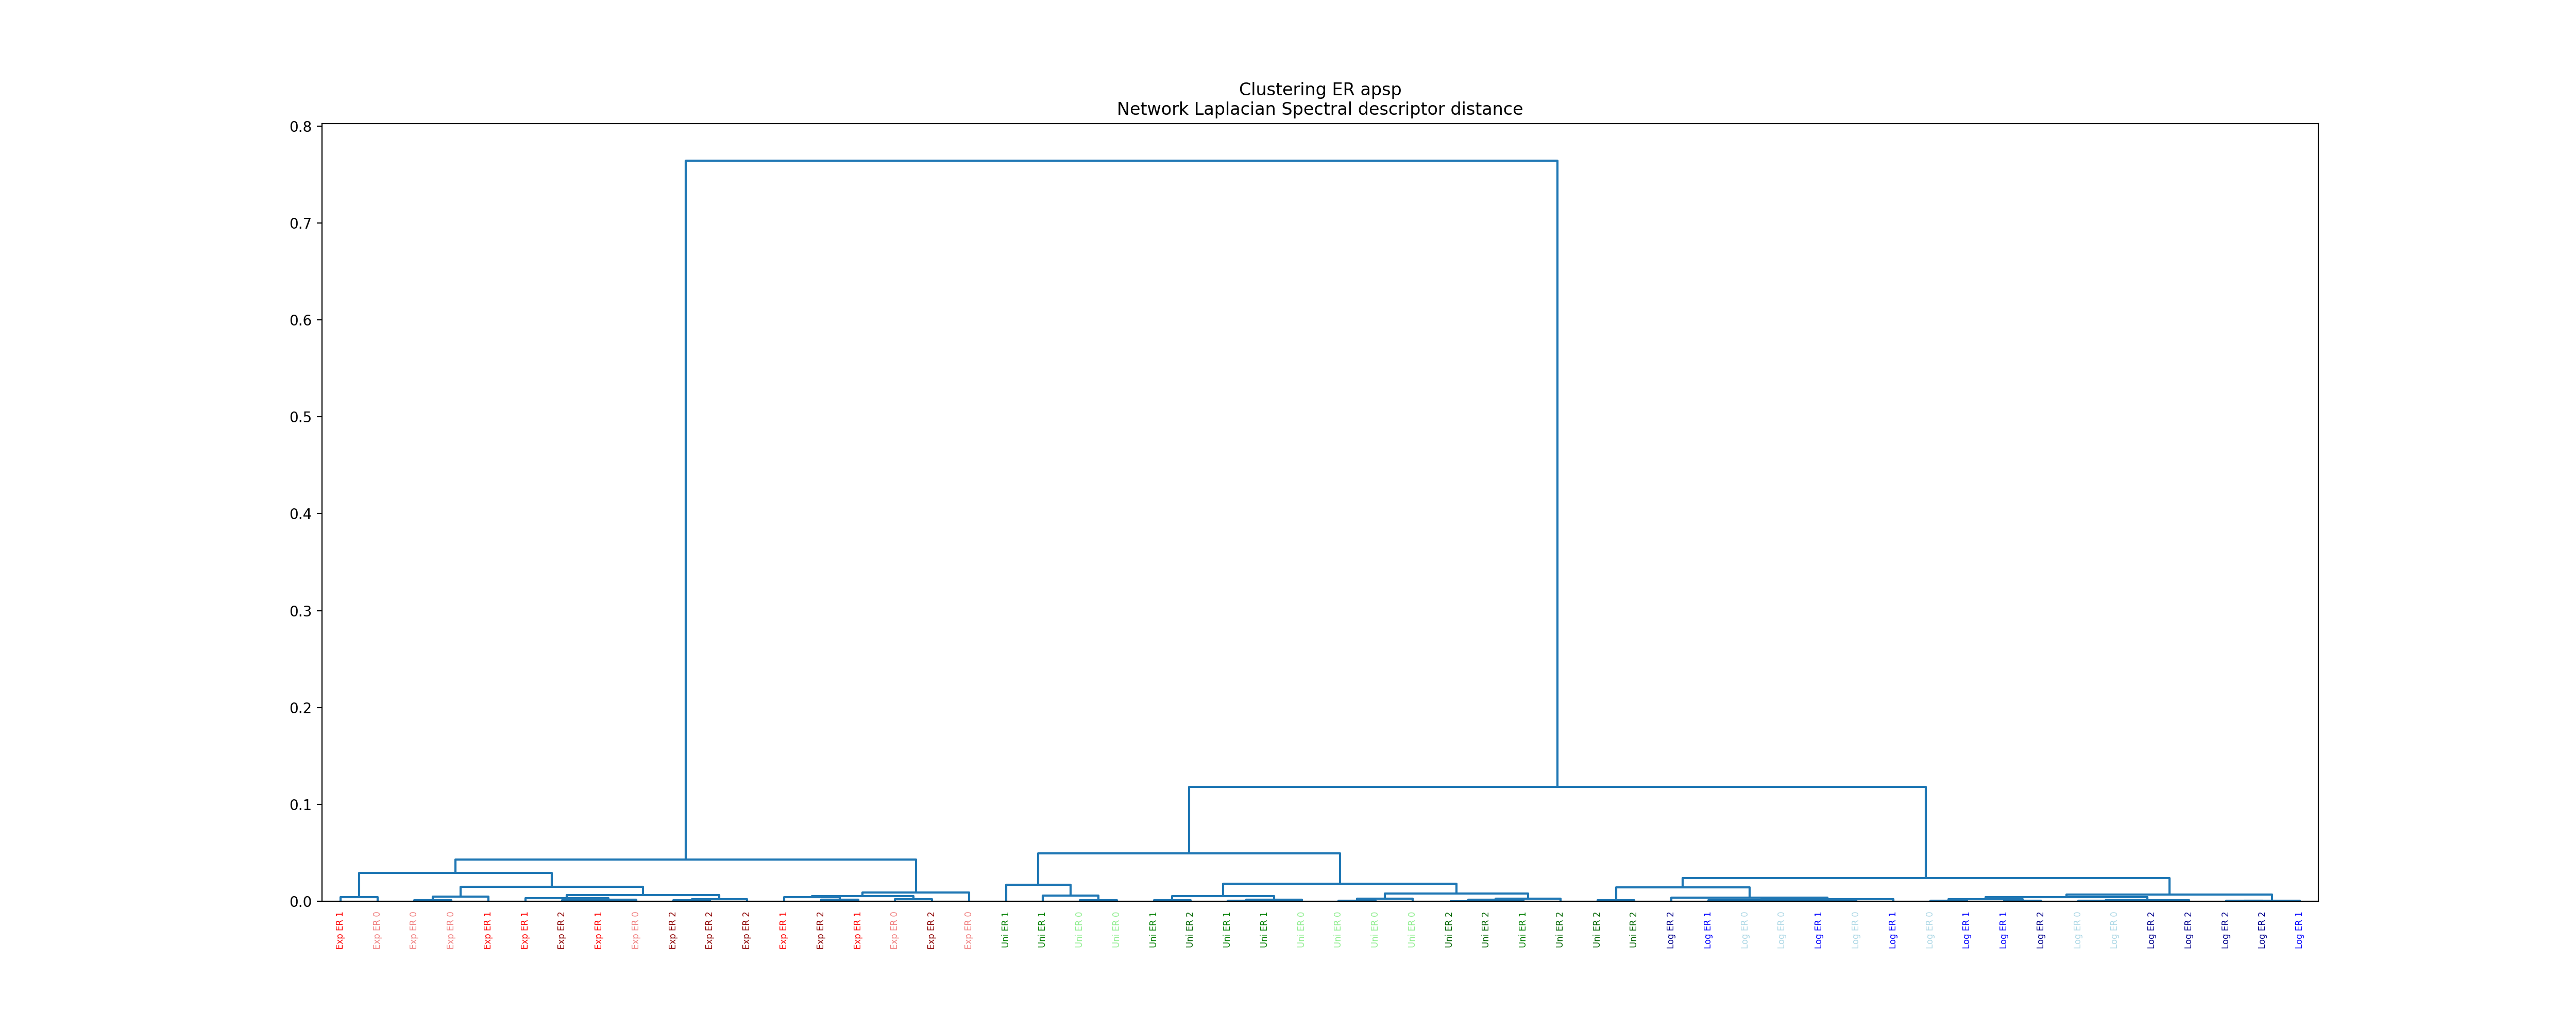 Clustering ER apsp
Network Laplacian Spectral descriptor distance
0.8
0.7
0.6
0.5
0.4
0.3
0.2
0.1
0.0
Exp ER 1
Exp ER 0
Exp ER 0
Exp ER 0
Exp ER 1
Exp ER 1
Exp ER 2
Exp ER 1
Exp ER 0
Exp ER 2
Exp ER 2
Exp ER 2
Exp ER 1
Exp ER 2
Exp ER 1
Exp ER 0
Exp ER 2
Exp ER 0
Uni ER 1
Uni ER 1
Uni ER 0
Uni ER 0
Uni ER 1
Uni ER 2
Uni ER 1
Uni ER 1
Uni ER 0
Uni ER 0
Uni ER 0
Uni ER 0
Uni ER 2
Uni ER 2
Uni ER 1
Uni ER 2
Uni ER 2
Uni ER 2
Log ER 2
Log ER 1
Log ER 0
Log ER 0
Log ER 1
Log ER 0
Log ER 1
Log ER 0
Log ER 1
Log ER 1
Log ER 2
Log ER 0
Log ER 0
Log ER 2
Log ER 2
Log ER 2
Log ER 2
Log ER 1